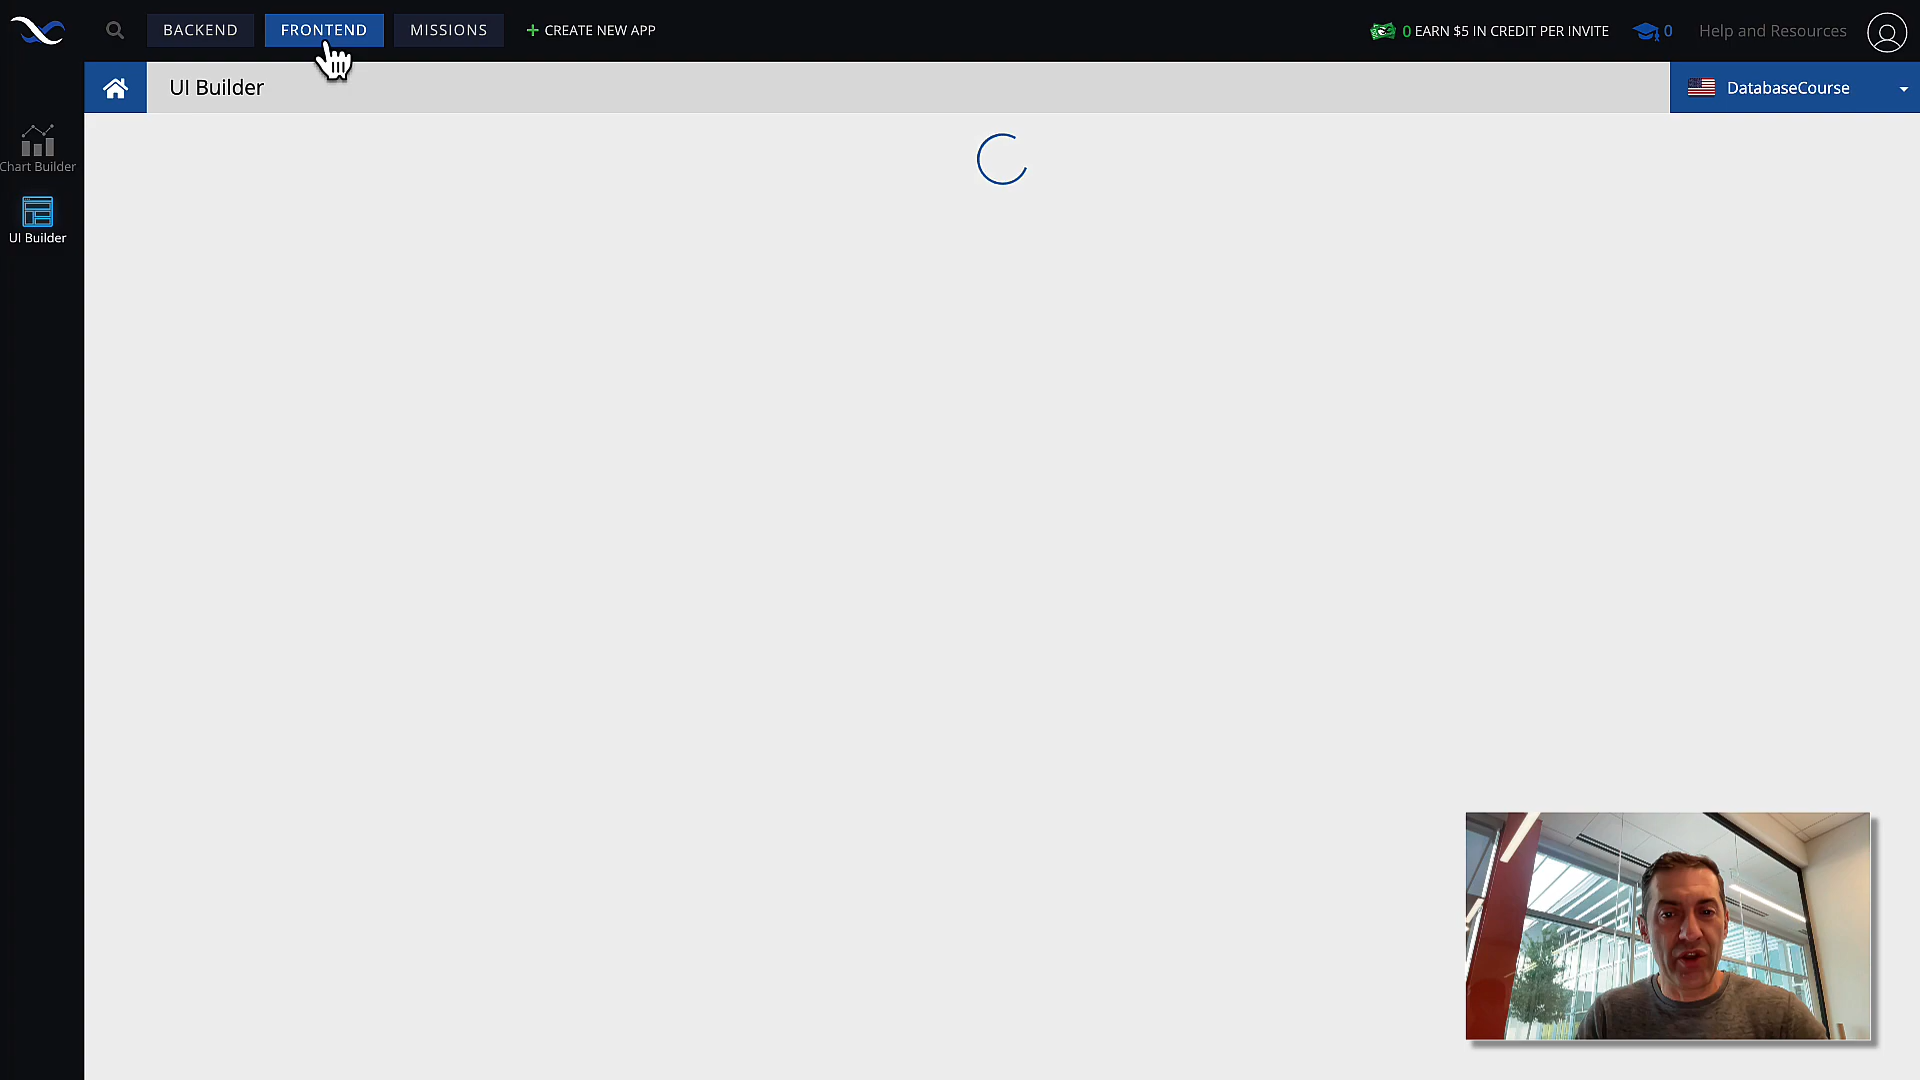 BACKEND
FRONTEND
MISSIONS
+ CREATE NEW APP
0 EARN $5 IN CREDIT PER INVITE
0
Help and Resources
UI Builder
DatabaseCourse
Chart Builder
UI Builder